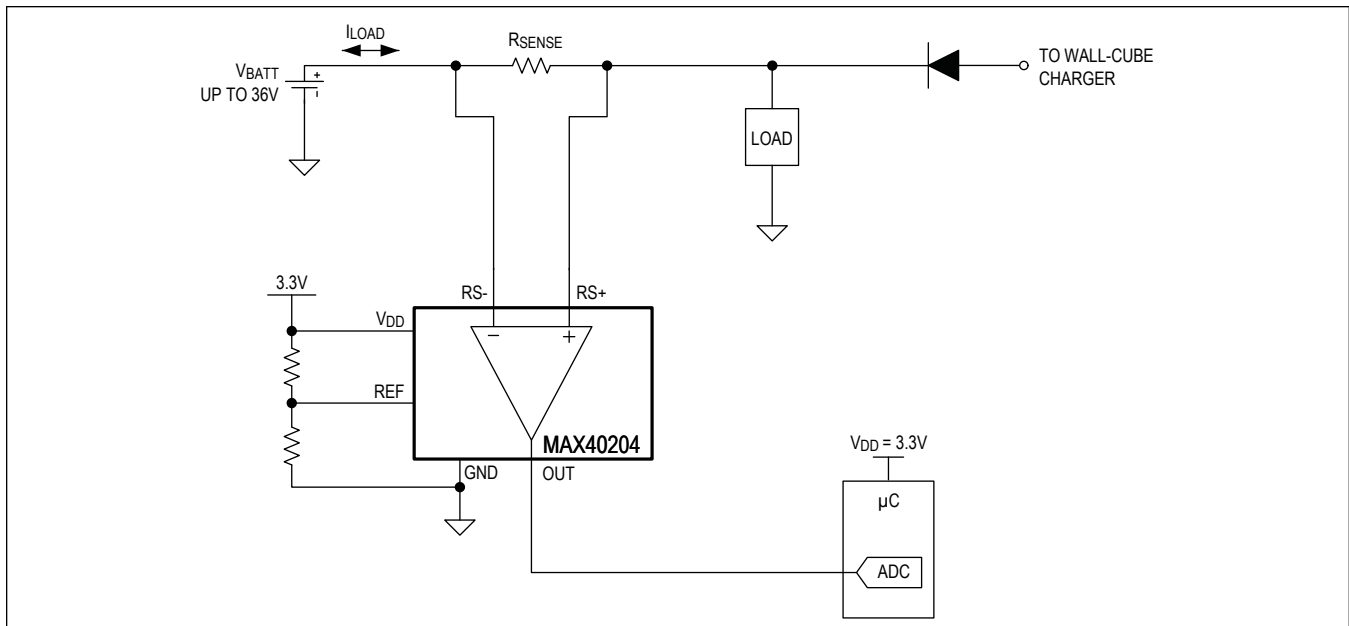 ILOAD
RSENSE
VBATT
UP TO 36V
+
-
TO WALL-CUBE
CHARGER
LOAD
3.3V
RS-
RS+
VDD
−
+
REF
MAX40204
GND
OUT
VDD = 3.3V
µC
ADC